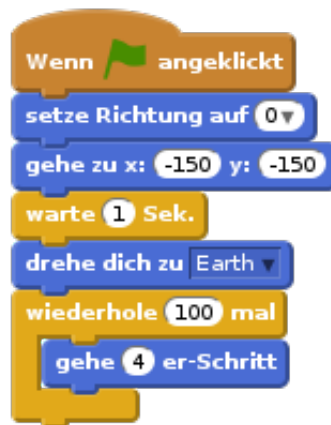 Wenn angeklickt
setze Richtung auf 0
gehe zu x: -150 y: -150
warte 1 Sek.
drehe dich zu Earth
wiederhole 100 mal
gehe 4 er-Schritt